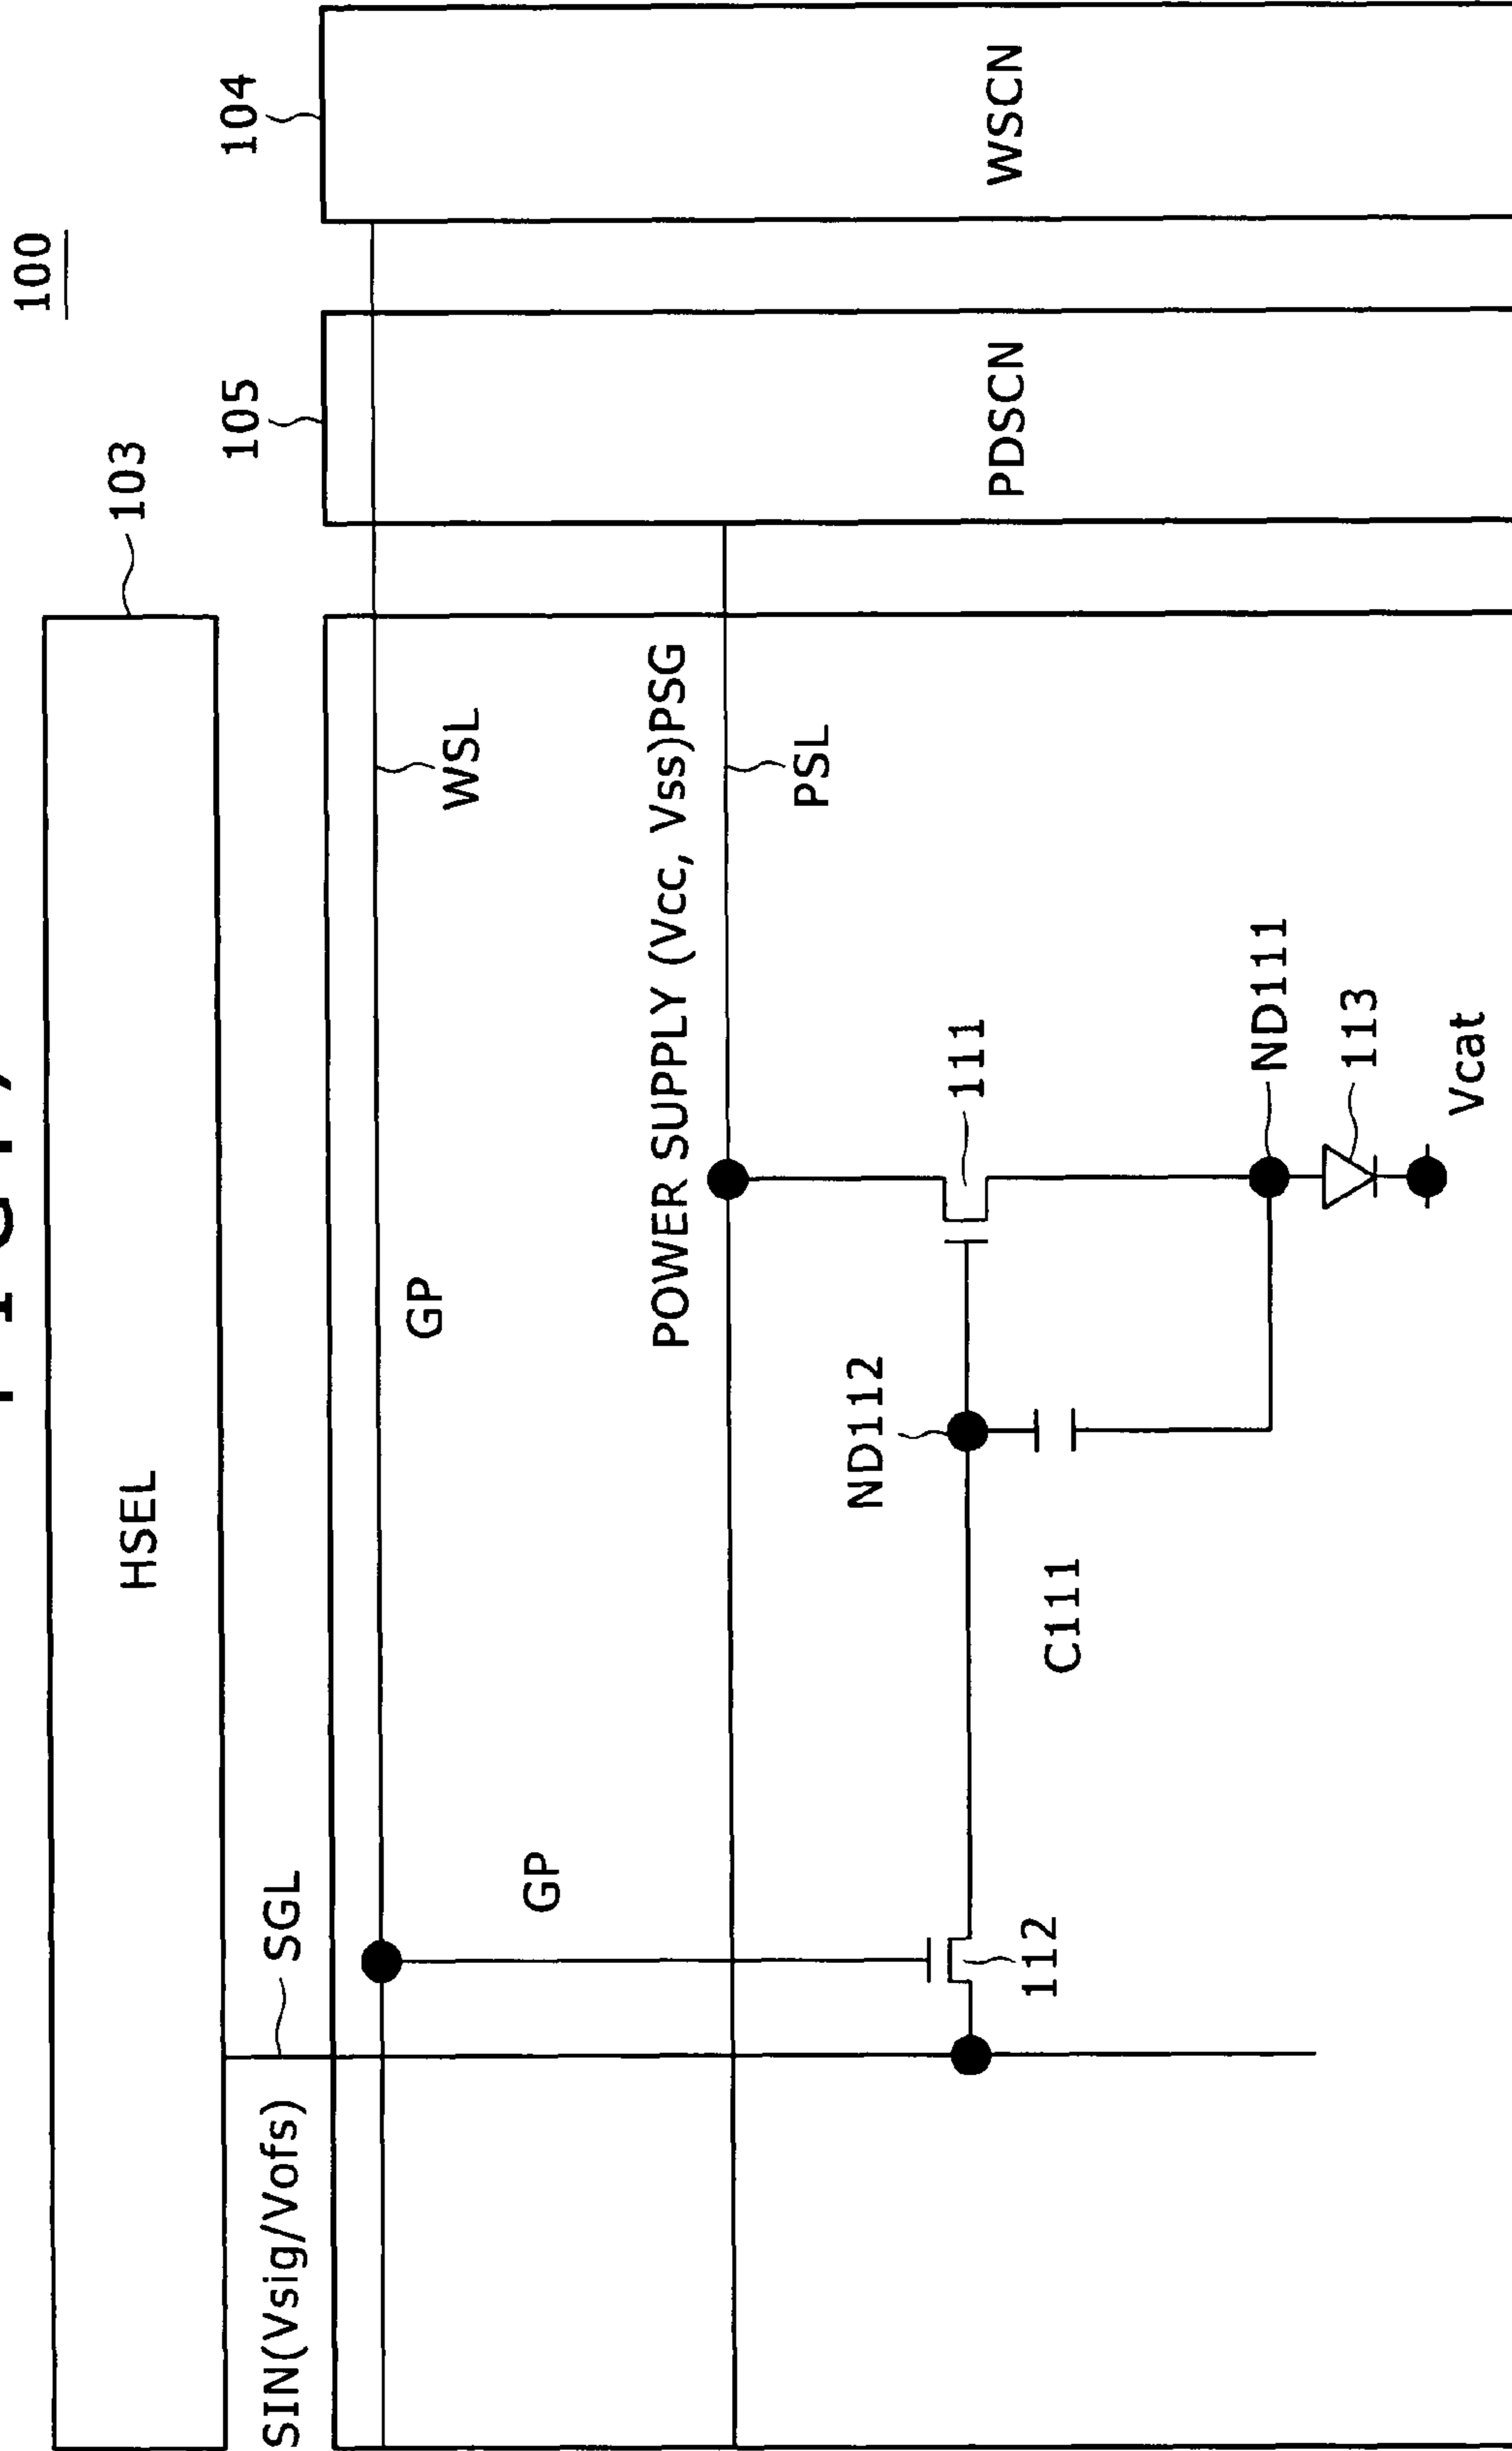 100
103
HSEL
105
104
SIN(Vsig/Vofs)
SGL
WSL
GP
GP
POWER SUPPLY (Vcc, Vss)PSG
PSL
ND112
111
PDSCN
WSCN
112
C111
ND111
113
Vcat